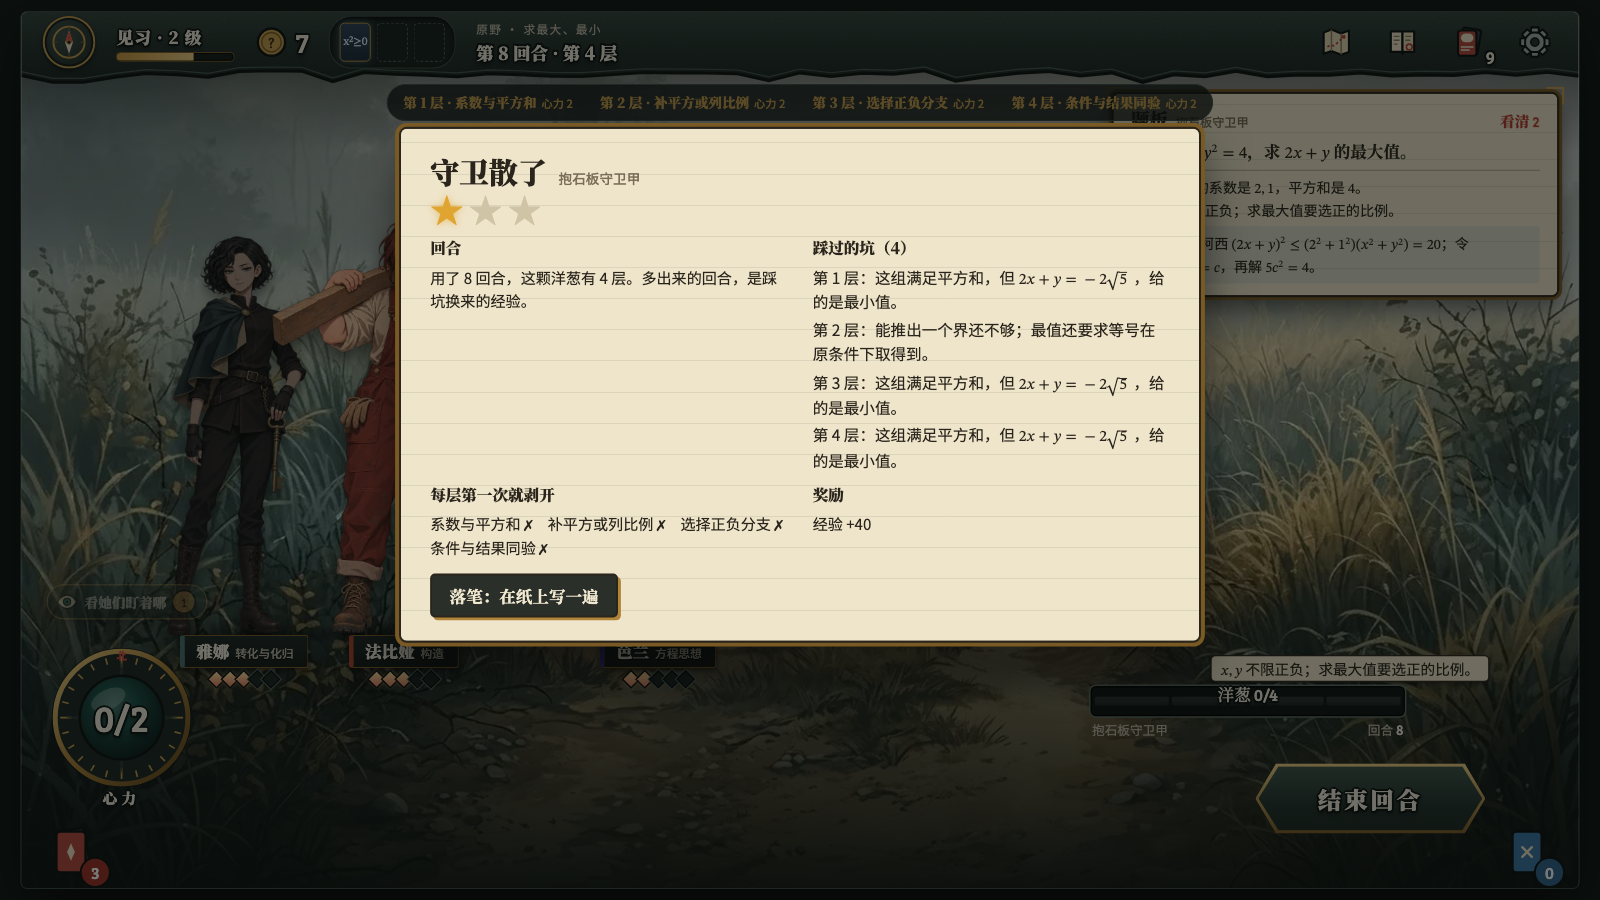 见习·2 级
7
x²≥0
原野 · 求最大、最小
第 8 回合·第 4 层
9
第 1 层·系数与平方和 心力 2 第 2 层·补平方或列比例 心力 2 第 3 层·选择正负分支 心力 2 第 4 层·条件与结果同验 心力 2
板守卫甲 看清 2
y² = 4，求 2x + y 的最大值。
系数是 2, 1，平方和是 4。
正负；求最大值要选正的比例。
西 (2x + y)² ≤ (2² + 1²)(x² + y²) = 20；令
= c，再解 5c² = 4。
守卫散了 抱石板守卫甲
回合
用了 8 回合，这颗洋葱有 4 层。多出来的回合，是踩
坑换来的经验。
踩过的坑（4）
第 1 层：这组满足平方和，但 2x + y = − 2√5 ，给
的是最小值。
第 2 层：能推出一个界还不够；最值还要求等号在
原条件下取得到。
第 3 层：这组满足平方和，但 2x + y = − 2√5 ，给
的是最小值。
第 4 层：这组满足平方和，但 2x + y = − 2√5 ，给
的是最小值。
每层第一次就剥开
系数与平方和✗ 补平方或列比例✗ 选择正负分支✗
条件与结果同验✗
奖励
经验 +40
落笔：在纸上写一遍
看她们盯着哪 1
雅娜 转化与化归
法比娅 构造
芭兰 方程思想
0/2
心力
3
x, y 不限正负；求最大值要选正的比例。
洋葱 0/4
抱石板守卫甲 回合 8
结束回合
0